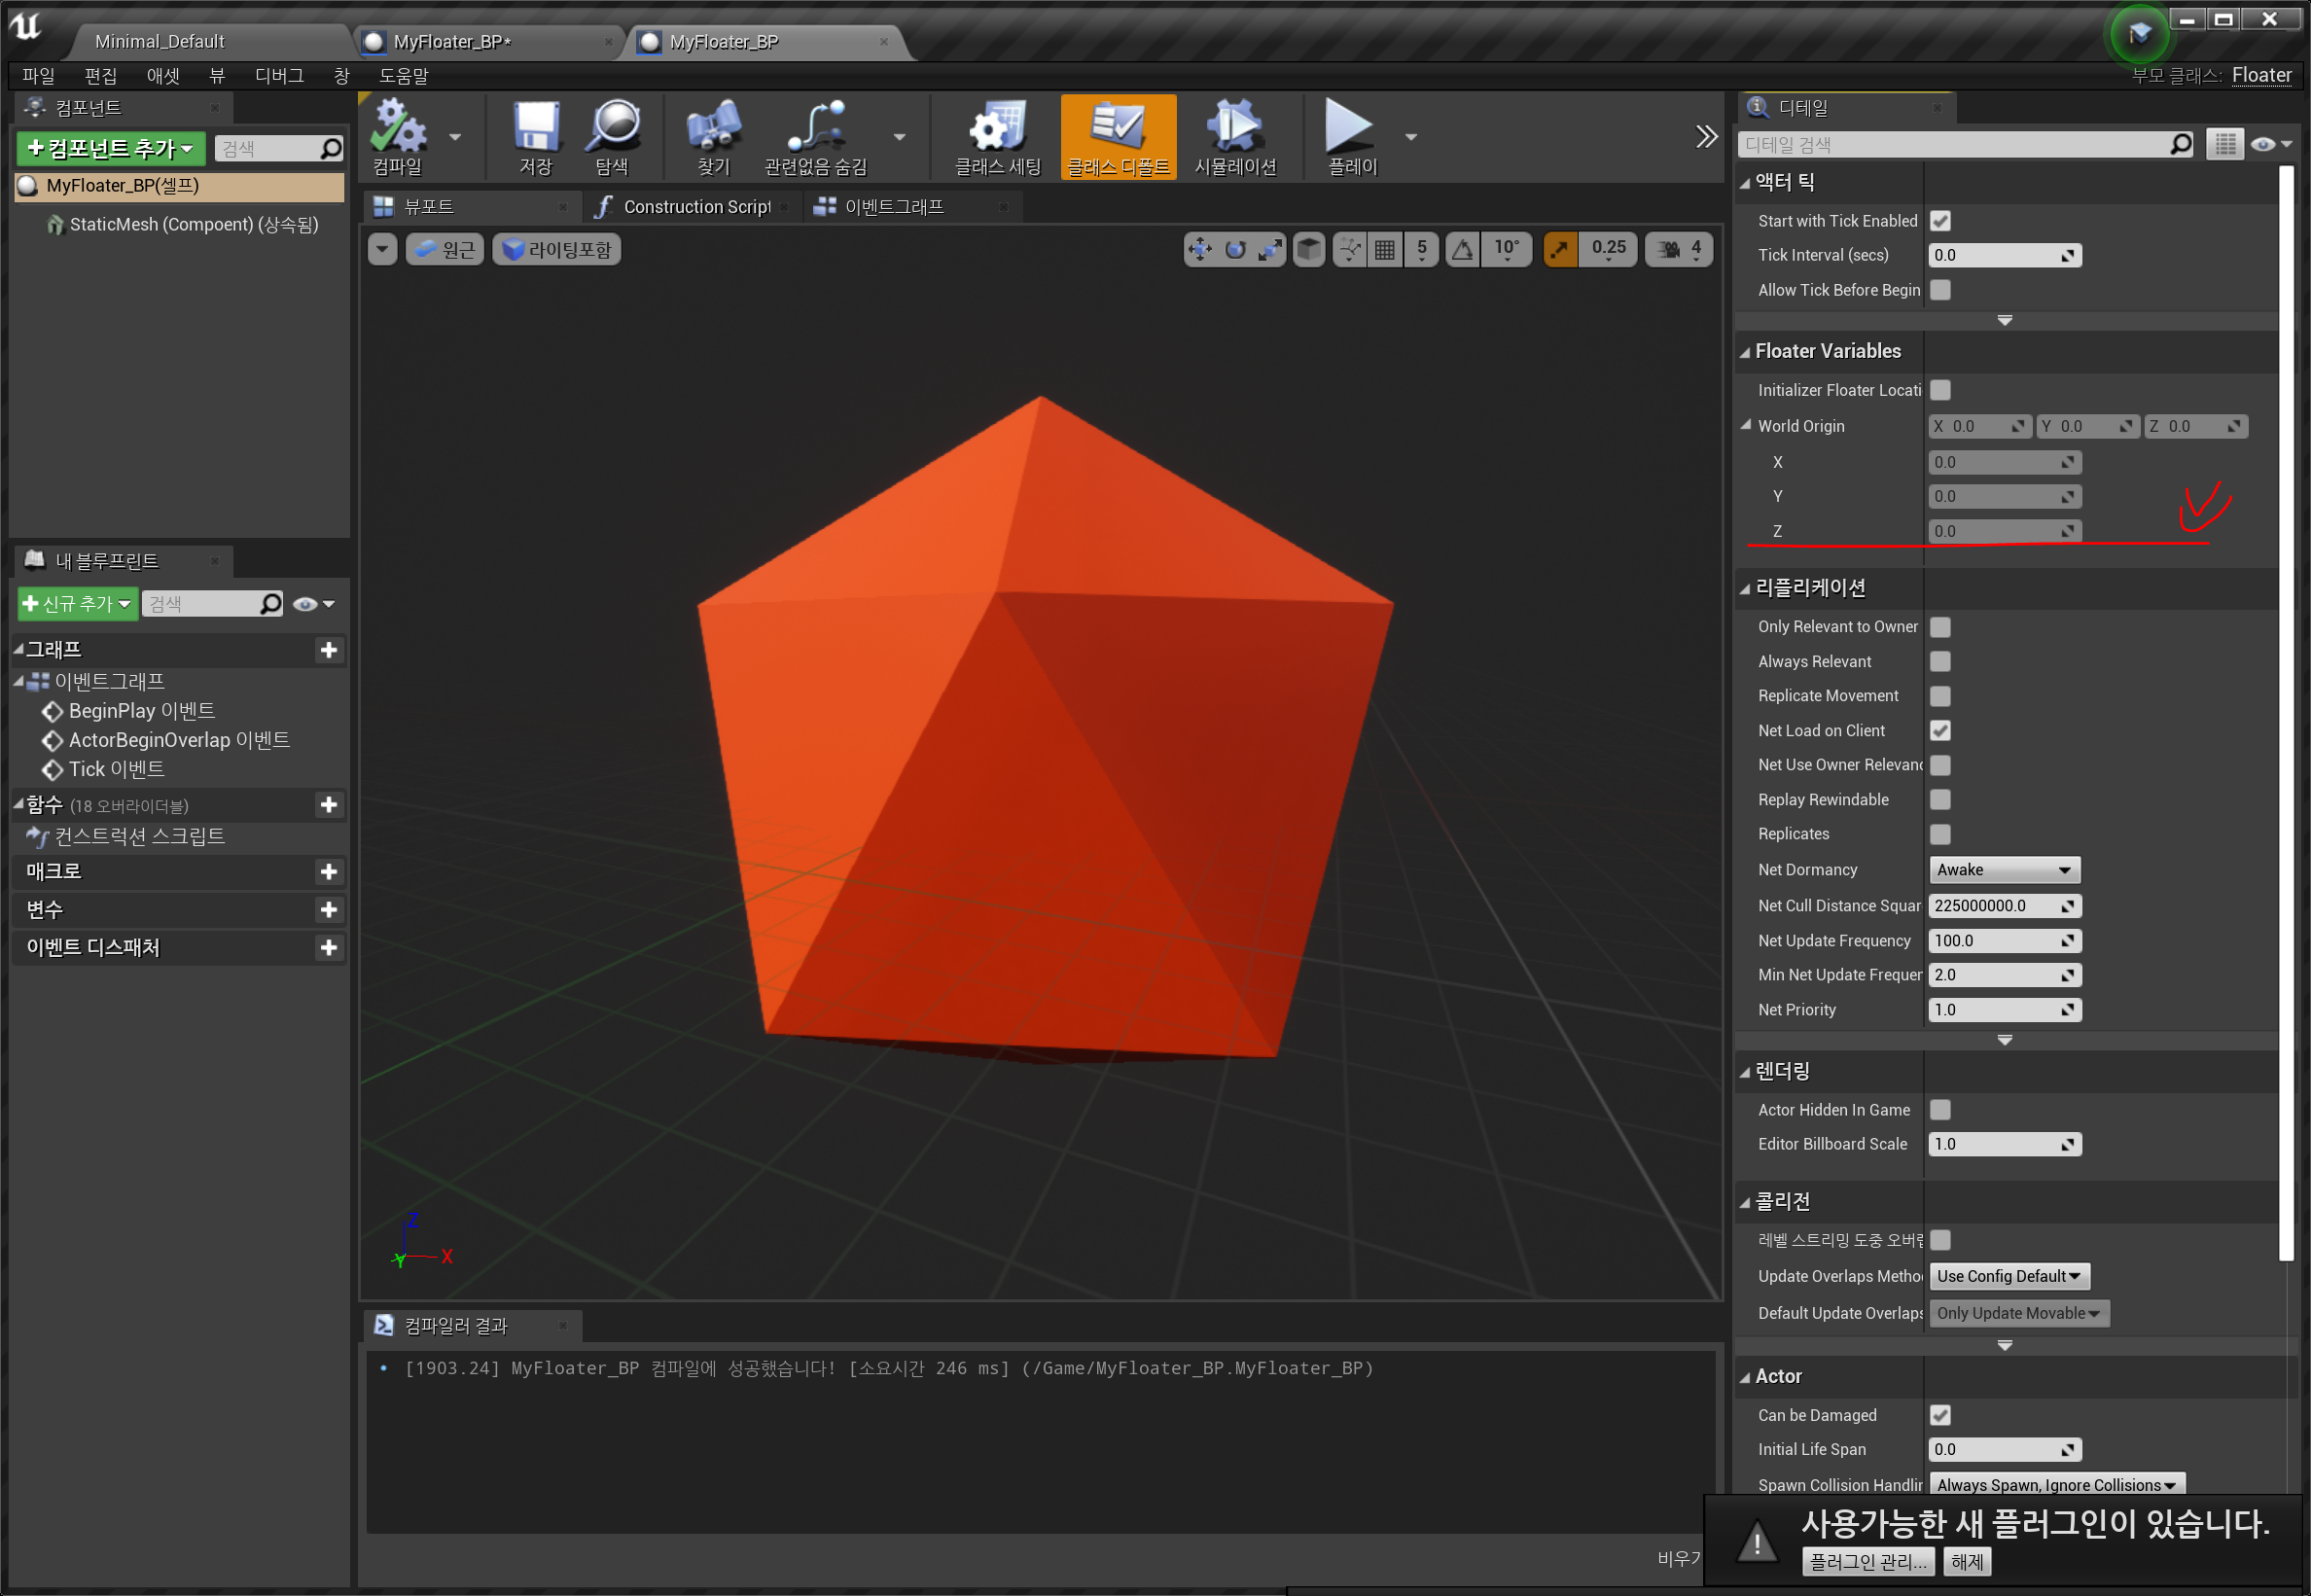 Minimal_Default
MyFloater_BP*
MyFloater_BP
파일 편집 애셋 뷰 디버그 창 도움말
부모 클래스: Floater
컴포넌트
+컴포넌트 추가
검색
MyFloater_BP(셀프)
StaticMesh (Compoent) (상속됨)
내 블루프린트
신규 추가
검색
그래프
이벤트그래프
BeginPlay 이벤트
ActorBeginOverlap 이벤트
Tick 이벤트
함수 (18 오버라이더블)
컨스트럭션 스크립트
매크로
변수
이벤트 디스패처
컴파일
저장
탐색
찾기
관련없음 숨김
클래스 세팅
클래스 디폴트
시뮬레이션
플레이
뷰포트
Construction Script
이벤트그래프
원근
라이팅포함
5
10°
0.25
4
Z
X
Y
컴파일러 결과
[1903.24] MyFloater_BP 컴파일에 성공했습니다! [소요시간 246 ms] (/Game/MyFloater_BP.MyFloater_BP)
비우기
디테일
디테일 검색
액터 틱
Start with Tick Enabled
Tick Interval (secs) 0.0
Allow Tick Before Begin
Floater Variables
Initializer Floater Locati
World Origin X 0.0 Y 0.0 Z 0.0
X 0.0
Y 0.0
Z 0.0
리플리케이션
Only Relevant to Owner
Always Relevant
Replicate Movement
Net Load on Client
Net Use Owner Relevanc
Replay Rewindable
Replicates
Net Dormancy Awake
Net Cull Distance Squar 225000000.0
Net Update Frequency 100.0
Min Net Update Frequen 2.0
Net Priority 1.0
렌더링
Actor Hidden In Game
Editor Billboard Scale 1.0
콜리전
레벨 스트리밍 도중 오버랩
Update Overlaps Metho Use Config Default
Default Update Overlaps Only Update Movable
Actor
Can be Damaged
Initial Life Span 0.0
Spawn Collision Handlin Always Spawn, Ignore Collisions
사용가능한 새 플러그인이 있습니다.
플러그인 관리...
해제